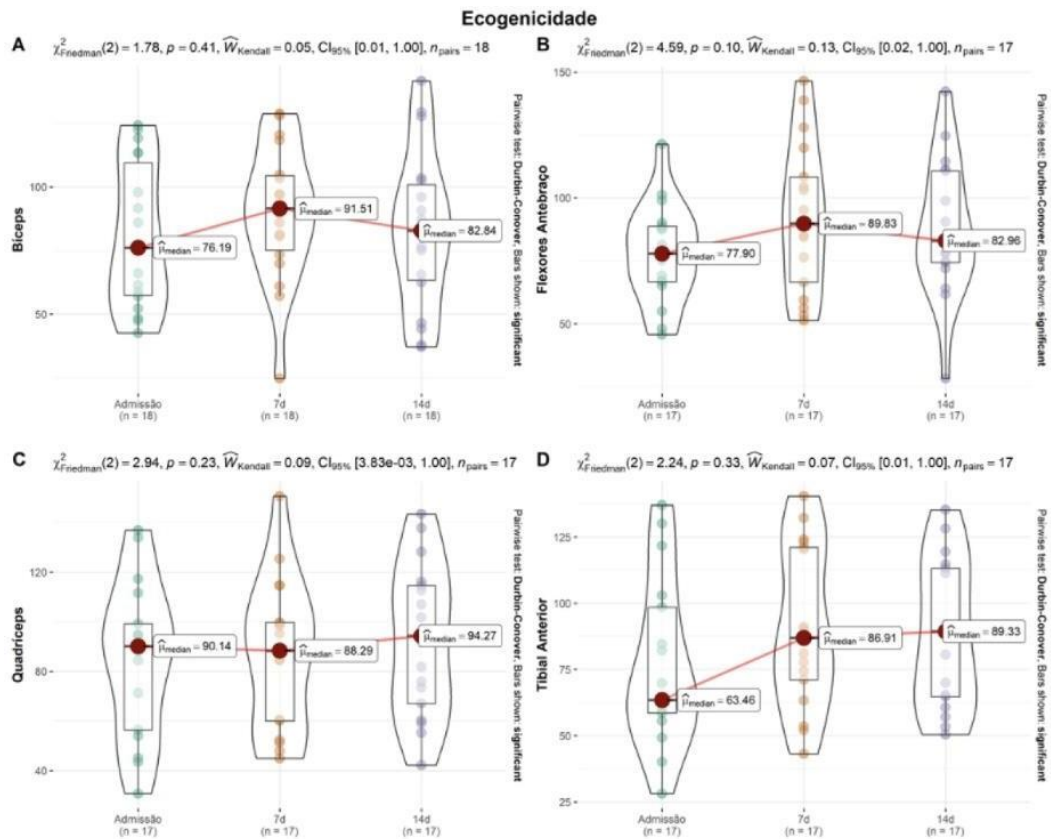 Ecogenicidade
A
χ²Friedman(2) = 1.78, p = 0.41, ŴKendall = 0.05, CI95% [0.01, 1.00], npairs = 18
Bíceps
100
50
μ̂median = 76.19
μ̂median = 91.51
μ̂median = 82.84
Pairwise test: Durbin-Conover, Bars shown: significant
Admissão
(n = 18)
7d
(n = 18)
14d
(n = 18)
B
χ²Friedman(2) = 4.59, p = 0.10, ŴKendall = 0.13, CI95% [0.02, 1.00], npairs = 17
Flexores Antebraço
150
100
50
μ̂median = 77.90
μ̂median = 89.83
μ̂median = 82.96
Pairwise test: Durbin-Conover, Bars shown: significant
Admissão
(n = 17)
7d
(n = 17)
14d
(n = 17)
C
χ²Friedman(2) = 2.94, p = 0.23, ŴKendall = 0.09, CI95% [3.83e-03, 1.00], npairs = 17
Quadríceps
120
80
40
μ̂median = 90.14
μ̂median = 88.29
μ̂median = 94.27
Pairwise test: Durbin-Conover, Bars shown: significant
Admissão
(n = 17)
7d
(n = 17)
14d
(n = 17)
D
χ²Friedman(2) = 2.24, p = 0.33, ŴKendall = 0.07, CI95% [0.01, 1.00], npairs = 17
Tibial Anterior
125
100
75
50
25
μ̂median = 63.46
μ̂median = 86.91
μ̂median = 89.33
Pairwise test: Durbin-Conover, Bars shown: significant
Admissão
(n = 17)
7d
(n = 17)
14d
(n = 17)